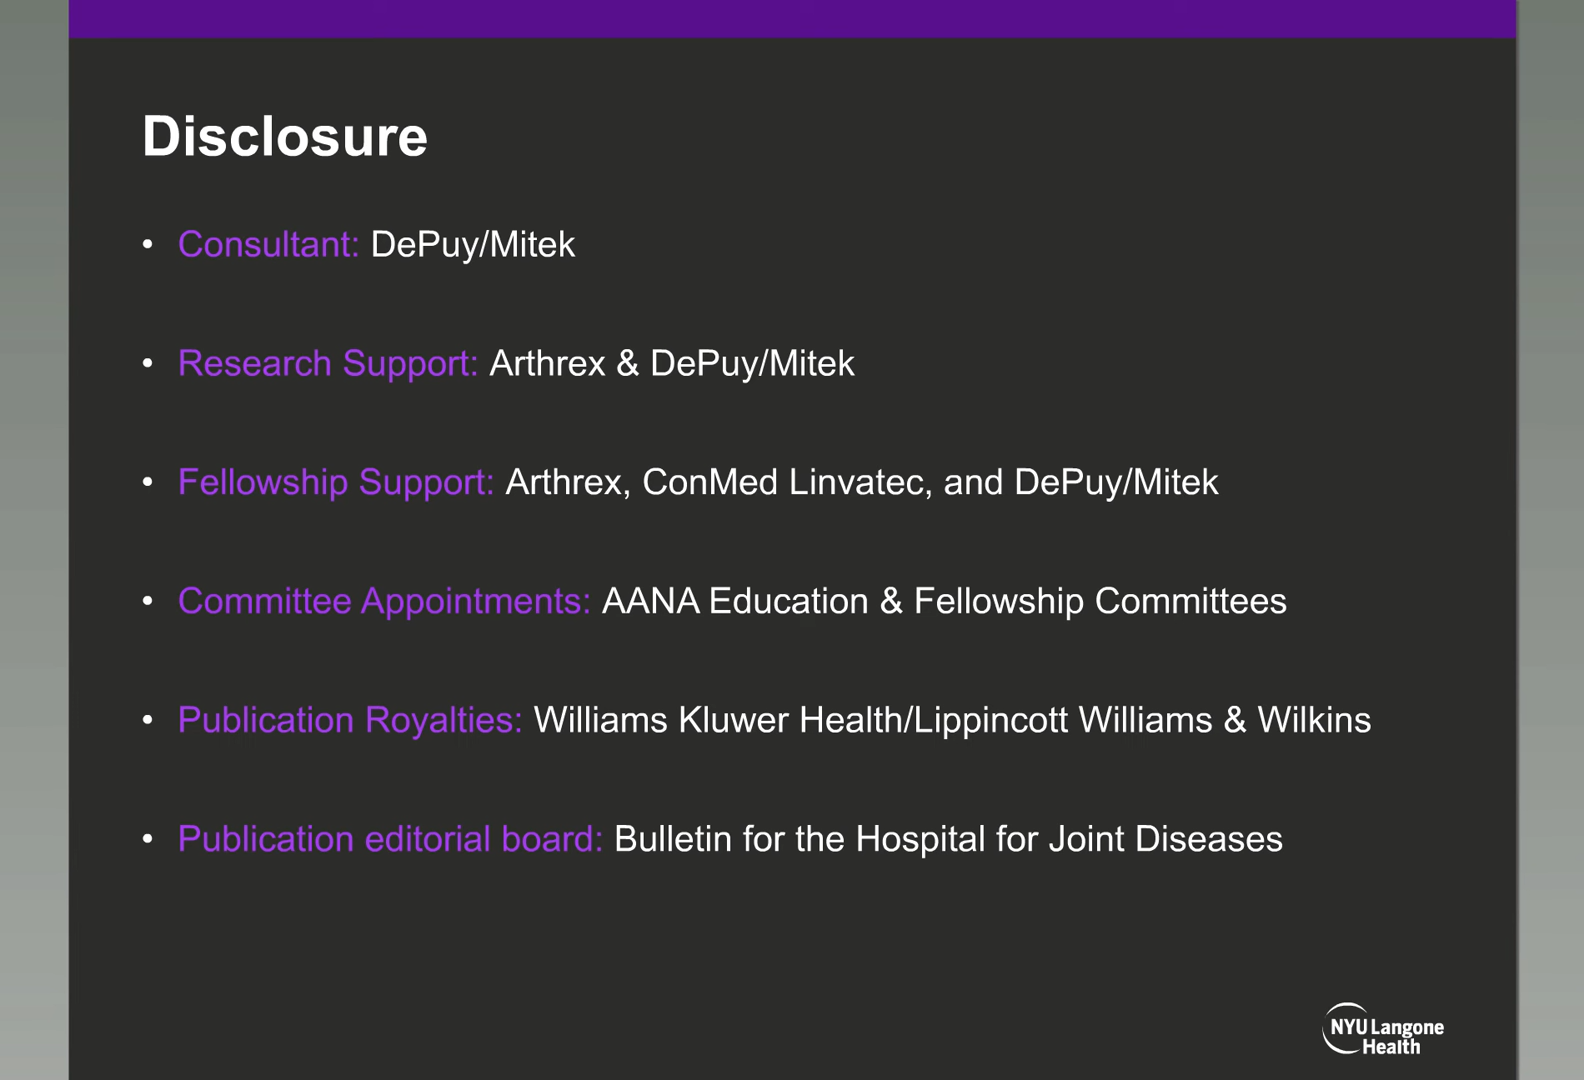 Disclosure
• Consultant: DePuy/Mitek
• Research Support: Arthrex & DePuy/Mitek
• Fellowship Support: Arthrex, ConMed Linvatec, and DePuy/Mitek
• Committee Appointments: AANA Education & Fellowship Committees
• Publication Royalties: Williams Kluwer Health/Lippincott Williams & Wilkins
• Publication editorial board: Bulletin for the Hospital for Joint Diseases
NYU Langone
Health